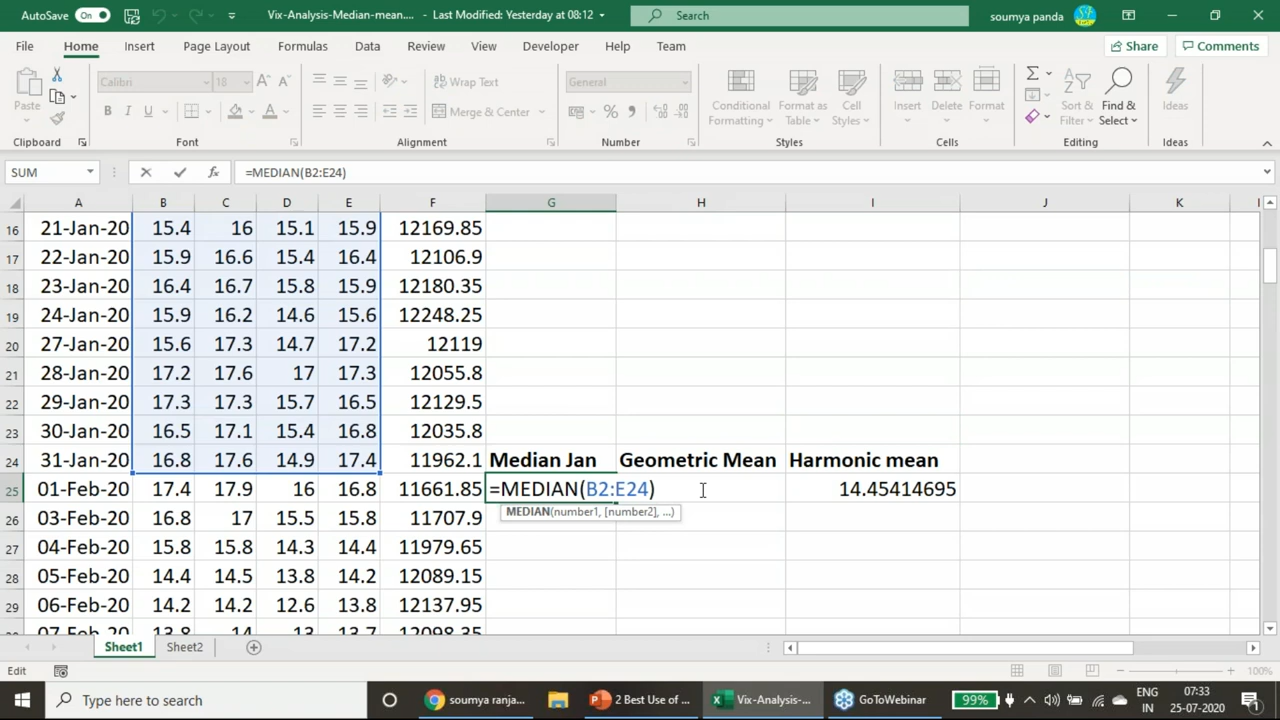 AutoSave On Vix-Analysis-Median-mean.... - Last Modified: Yesterday at 08:12 Search soumya panda
File Home Insert Page Layout Formulas Data Review View Developer Help Team Share Comments
Paste Calibri 18 A A Wrap Text General Conditional Format as Cell Insert Delete Format Sort & Find & Ideas
B I U A Merge & Center % , Formatting Table Styles Filter Select
Clipboard Font Alignment Number Styles Cells Editing Ideas
SUM fx =MEDIAN(B2:E24)
A B C D E F G H I J K
16 21-Jan-20 15.4 16 15.1 15.9 12169.85
17 22-Jan-20 15.9 16.6 15.4 16.4 12106.9
18 23-Jan-20 16.4 16.7 15.8 15.9 12180.35
19 24-Jan-20 15.9 16.2 14.6 15.6 12248.25
20 27-Jan-20 15.6 17.3 14.7 17.2 12119
21 28-Jan-20 17.2 17.6 17 17.3 12055.8
22 29-Jan-20 17.3 17.3 15.7 16.5 12129.5
23 30-Jan-20 16.5 17.1 15.4 16.8 12035.8
24 31-Jan-20 16.8 17.6 14.9 17.4 11962.1 Median Jan Geometric Mean Harmonic mean
25 01-Feb-20 17.4 17.9 16 16.8 11661.85 =MEDIAN(B2:E24) 14.45414695
MEDIAN(number1, [number2], ...)
26 03-Feb-20 16.8 17 15.5 15.8 11707.9
27 04-Feb-20 15.8 15.8 14.3 14.4 11979.65
28 05-Feb-20 14.4 14.5 13.8 14.2 12089.15
29 06-Feb-20 14.2 14.2 12.6 13.8 12137.95
07-Feb-20 13.8 14 13 13.7 12098.35
Sheet1 Sheet2
Edit 100%
Type here to search soumya ranja... 2 Best Use of ... Vix-Analysis-... GoToWebinar 99% ENG 07:33
IN 25-07-2020 1